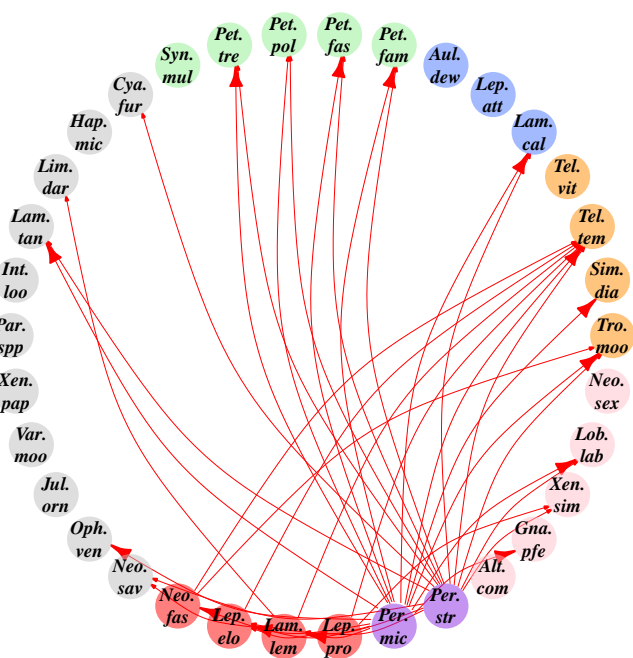 Pet.
pol
Pet.
fas
Pet.
tre
Pet.
fam
Syn.
mul
Aul.
dew
Cya.
fur
Lep.
att
Hap.
mic
Lam.
cal
Lim.
dar
Tel.
vit
Lam.
tan
Tel.
tem
Int.
loo
Sim.
dia
Par.
spp
Tro.
moo
Xen.
pap
Neo.
sex
Var.
moo
Lob.
lab
Jul.
orn
Xen.
sim
Oph.
ven
Gna.
pfe
Neo.
sav
Alt.
com
Neo.
fas
Per.
str
Lep.
elo
Lam.
lem
Lep.
pro
Per.
mic